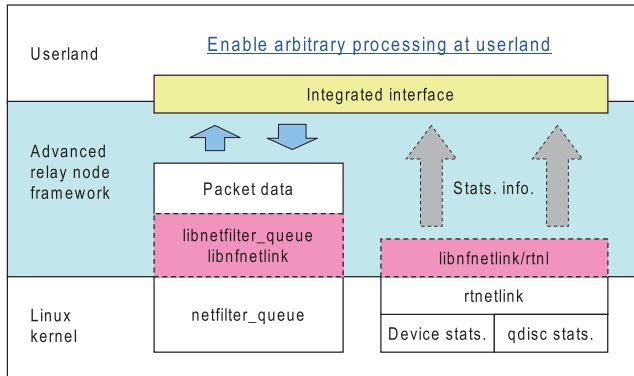 Userland
Enable arbitrary processing at userland
Integrated interface
Advanced
relay node
framework
Packet data
Stats. info.
libnetfilter_queue
libnfnetlink
libnfnetlink/rtnl
Linux
kernel
netfilter_queue
rtnetlink
Device stats.
qdisc stats.